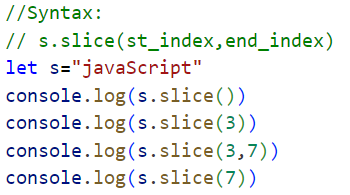 //Syntax:
// s.slice(st_index,end_index)
let s="javaScript"
console.log(s.slice())
console.log(s.slice(3))
console.log(s.slice(3,7))
console.log(s.slice(7))